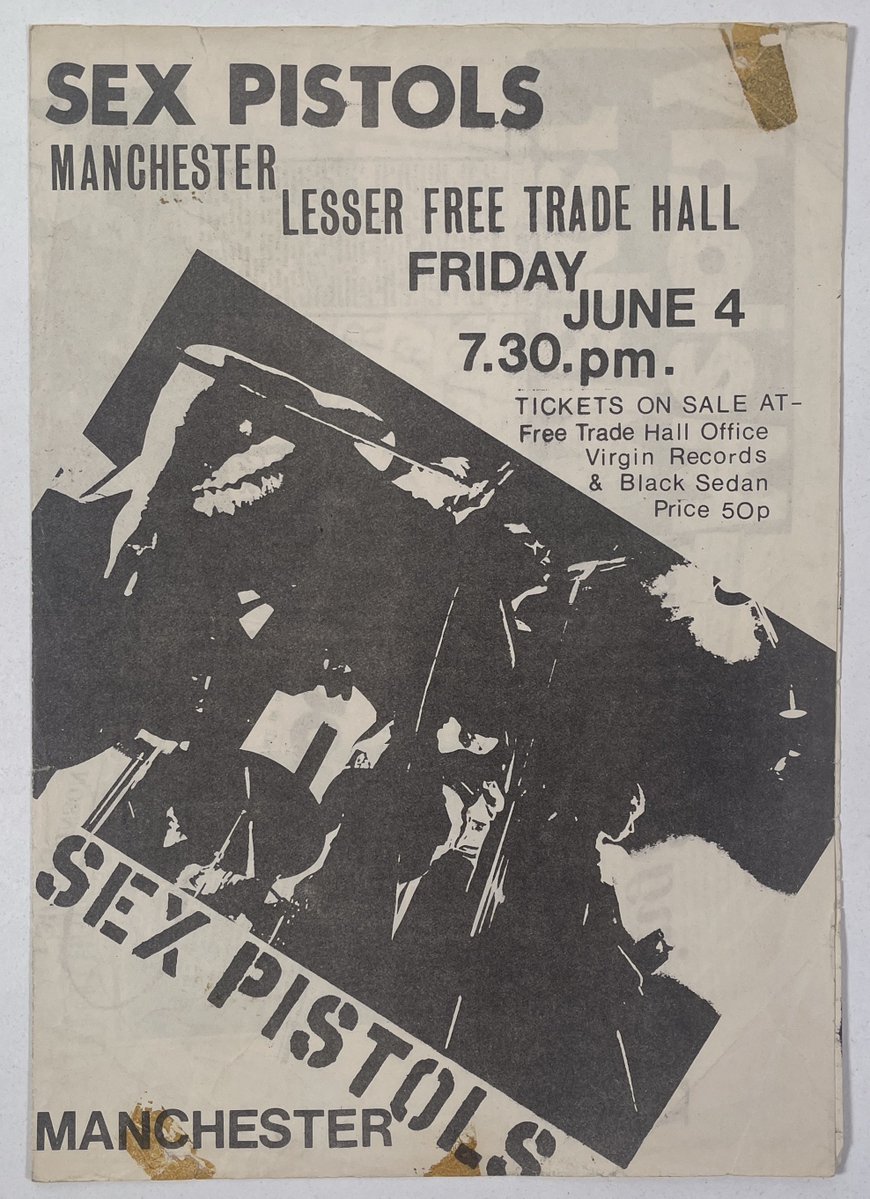 SEX PISTOLS
MANCHESTER
LESSER FREE TRADE HALL
FRIDAY
JUNE 4
7.30.pm.
TICKETS ON SALE AT–
Free Trade Hall Office
Virgin Records
& Black Sedan
Price 50p
SEX PISTOLS
MANCHESTER